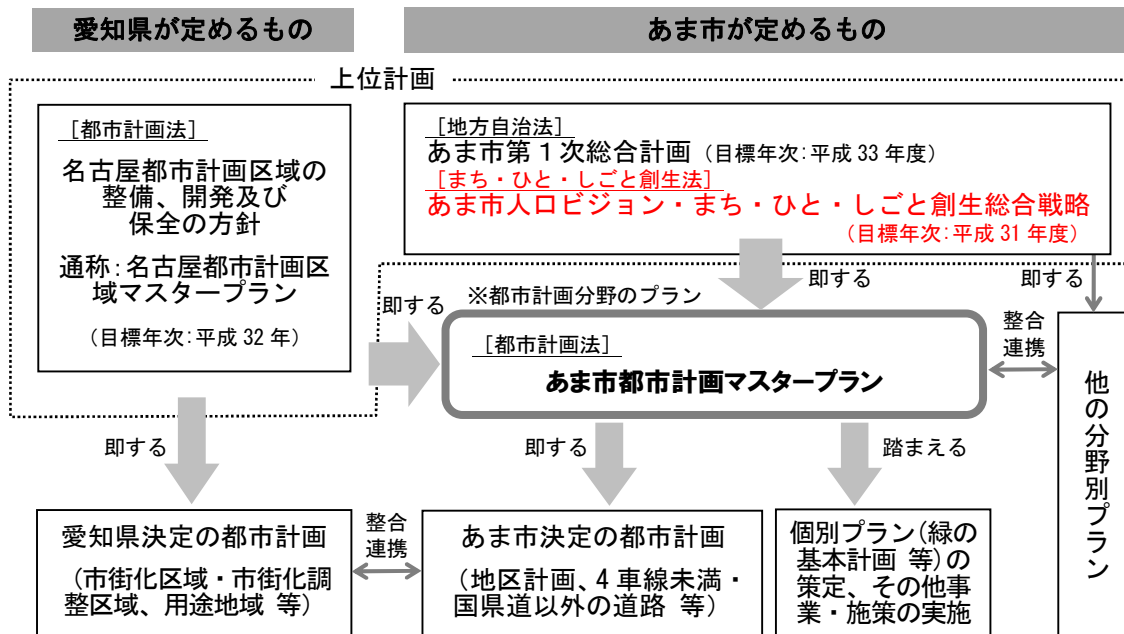 愛知県が定めるもの
あま市が定めるもの
上位計画
[都市計画法]
名古屋都市計画区域の
整備、開発及び
保全の方針
通称:名古屋都市計画区
域マスタープラン
(目標年次:平成32年)
[地方自治法]
あま市第1次総合計画(目標年次:平成33年度)
[まち・ひと・しごと創生法]
あま市人口ビジョン・まち・ひと・しごと創生総合戦略
(目標年次:平成31年度)
即する
即する
即する
※都市計画分野のプラン
[都市計画法]
あま市都市計画マスタープラン
整合
連携
他の分野別プラン
即する
即する
踏まえる
愛知県決定の都市計画
(市街化区域・市街化調
整区域、用途地域 等)
整合
連携
あま市決定の都市計画
(地区計画、4車線未満・
国県道以外の道路 等)
個別プラン(緑の
基本計画 等)の
策定、その他事
業・施策の実施